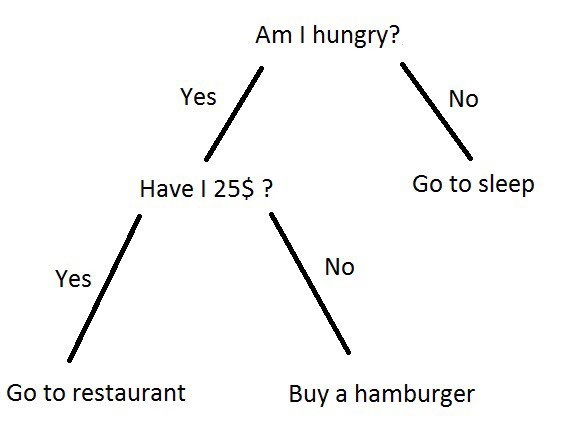 Am I hungry?
Yes
No
Have I 25$ ?
Go to sleep
Yes
No
Go to restaurant
Buy a hamburger